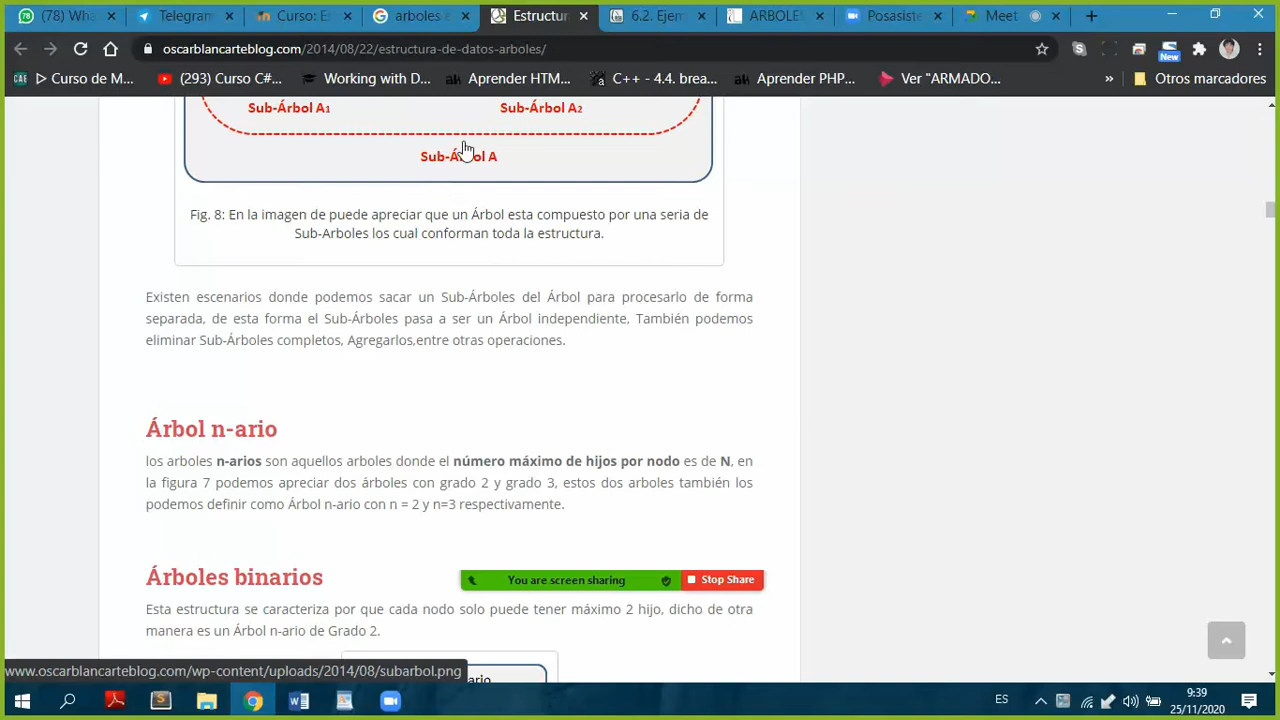 (78) Wha
Telegram
Curso: Es
arboles e
Estructur
6.2. Ejem
ARBOLES
Posasiste
Meet
oscarblancarteblog.com/2014/08/22/estructura-de-datos-arboles/
New
Curso de M...
(293) Curso C#...
Working with D...
Aprender HTM...
C++ - 4.4. brea...
Aprender PHP...
Ver "ARMADO...
»
Otros marcadores
Sub-Árbol A1 Sub-Árbol A2
Sub-Árbol A
Fig. 8: En la imagen de puede apreciar que un Árbol esta compuesto por una seria de
Sub-Arboles los cual conforman toda la estructura.
Existen escenarios donde podemos sacar un Sub-Árboles del Árbol para procesarlo de forma
separada, de esta forma el Sub-Árboles pasa a ser un Árbol independiente, También podemos
eliminar Sub-Árboles completos, Agregarlos,entre otras operaciones.
Árbol n-ario
los arboles n-arios son aquellos arboles donde el número máximo de hijos por nodo es de N, en
la figura 7 podemos apreciar dos árboles con grado 2 y grado 3, estos dos arboles también los
podemos definir como Árbol n-ario con n = 2 y n=3 respectivamente.
Árboles binarios
You are screen sharing
Stop Share
Esta estructura se caracteriza por que cada nodo solo puede tener máximo 2 hijo, dicho de otra
manera es un Árbol n-ario de Grado 2.
www.oscarblancarteblog.com/wp-content/uploads/2014/08/subarbol.png
ES
9:39
25/11/2020